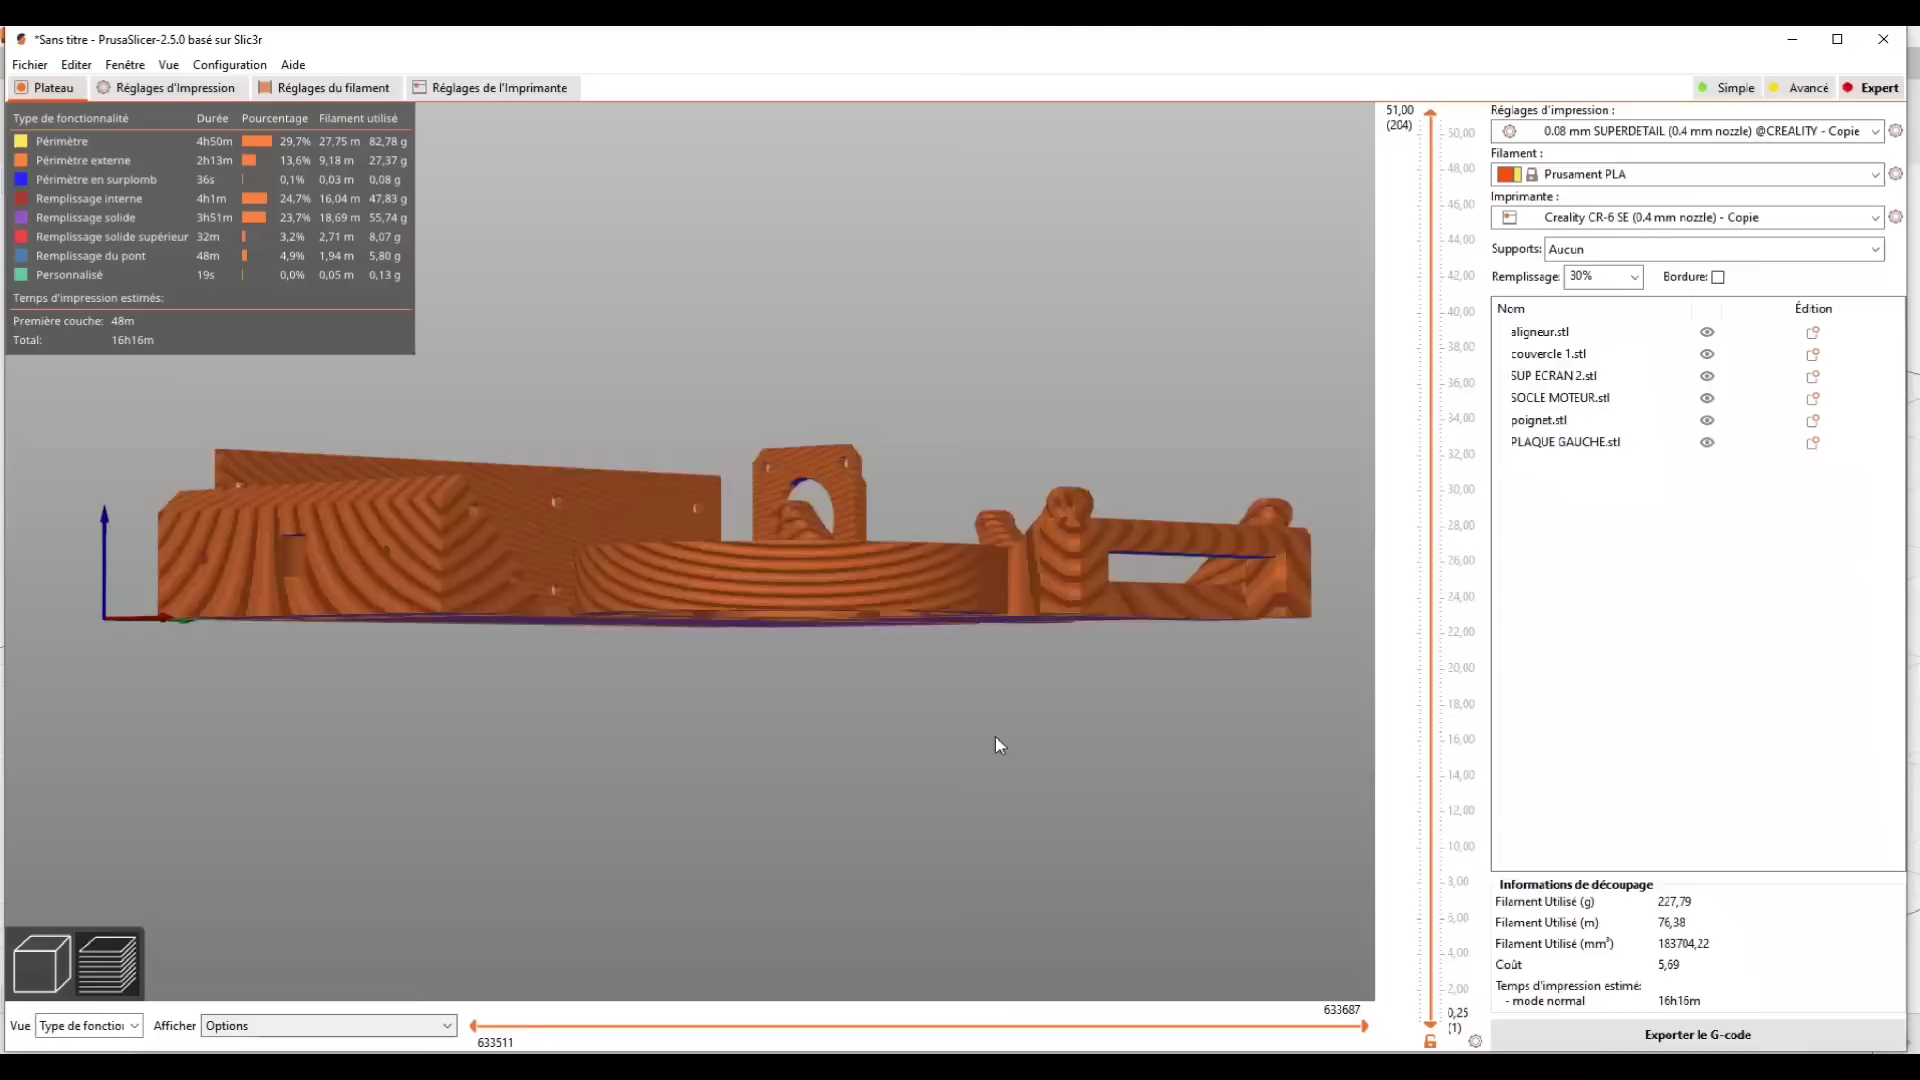 *Sans titre - PrusaSlicer-2.5.0 basé sur Slic3r
Fichier Editer Fenêtre Vue Configuration Aide
Plateau Réglages d'Impression Réglages du filament Réglages de l'Imprimante Simple Avancé Expert
Type de fonctionnalité Durée Pourcentage Filament utilisé
Périmètre 4h50m 29,7% 27,75 m 82,78 g
Périmètre externe 2h13m 13,6% 9,18 m 27,37 g
Périmètre en surplomb 36s 0,1% 0,03 m 0,08 g
Remplissage interne 4h1m 24,7% 16,04 m 47,83 g
Remplissage solide 3h51m 23,7% 18,69 m 55,74 g
Remplissage solide supérieur 32m 3,2% 2,71 m 8,07 g
Remplissage du pont 48m 4,9% 1,94 m 5,80 g
Personnalisé 19s 0,0% 0,05 m 0,13 g
Temps d'impression estimés:
Première couche: 48m
Total: 16h16m
51,00
(204)
50,00
48,00
46,00
44,00
42,00
40,00
38,00
36,00
34,00
32,00
30,00
28,00
26,00
24,00
22,00
20,00
18,00
16,00
14,00
12,00
10,00
8,00
6,00
4,00
2,00
0,25
(1)
Réglages d'impression :
0.08 mm SUPERDETAIL (0.4 mm nozzle) @CREALITY - Copie
Filament :
Prusament PLA
Imprimante :
Creality CR-6 SE (0.4 mm nozzle) - Copie
Supports: Aucun
Remplissage: 30% Bordure:
Nom Édition
aligneur.stl
couvercle 1.stl
SUP ECRAN 2.stl
SOCLE MOTEUR.stl
poignet.stl
PLAQUE GAUCHE.stl
Informations de découpage
Filament Utilisé (g) 227,79
Filament Utilisé (m) 76,38
Filament Utilisé (mm³) 183704,22
Coût 5,69
Temps d'impression estimé:
- mode normal 16h16m
Exporter le G-code
Vue Type de fonction Afficher Options
633687
633511